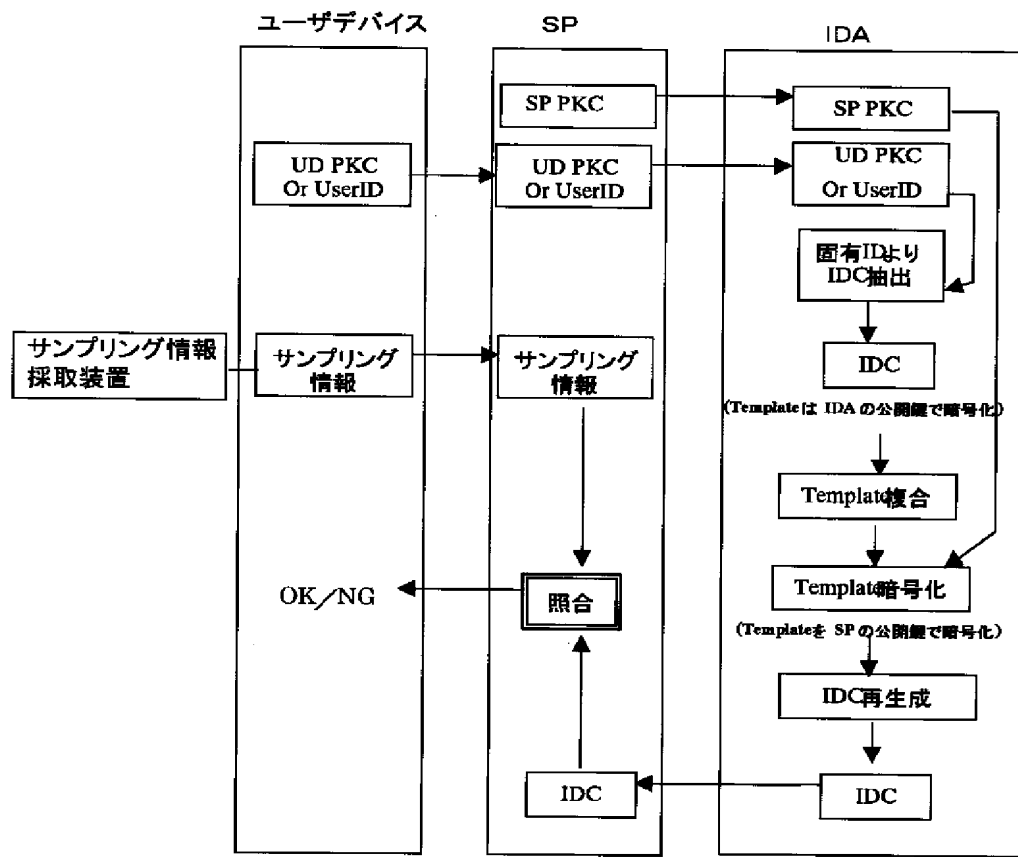 ユーザデバイス
SP
IDA
SP PKC
SP PKC
UD PKC
Or UserID
UD PKC
Or UserID
UD PKC
Or UserID
固有IDより
IDC抽出
サンプリング情報
採取装置
サンプリング
情報
サンプリング
情報
IDC
(Templateは IDA の公開鍵で暗号化)
Template複合
OK/NG
照合
Template暗号化
(Templateを SP の公開鍵で暗号化)
IDC再生成
IDC
IDC